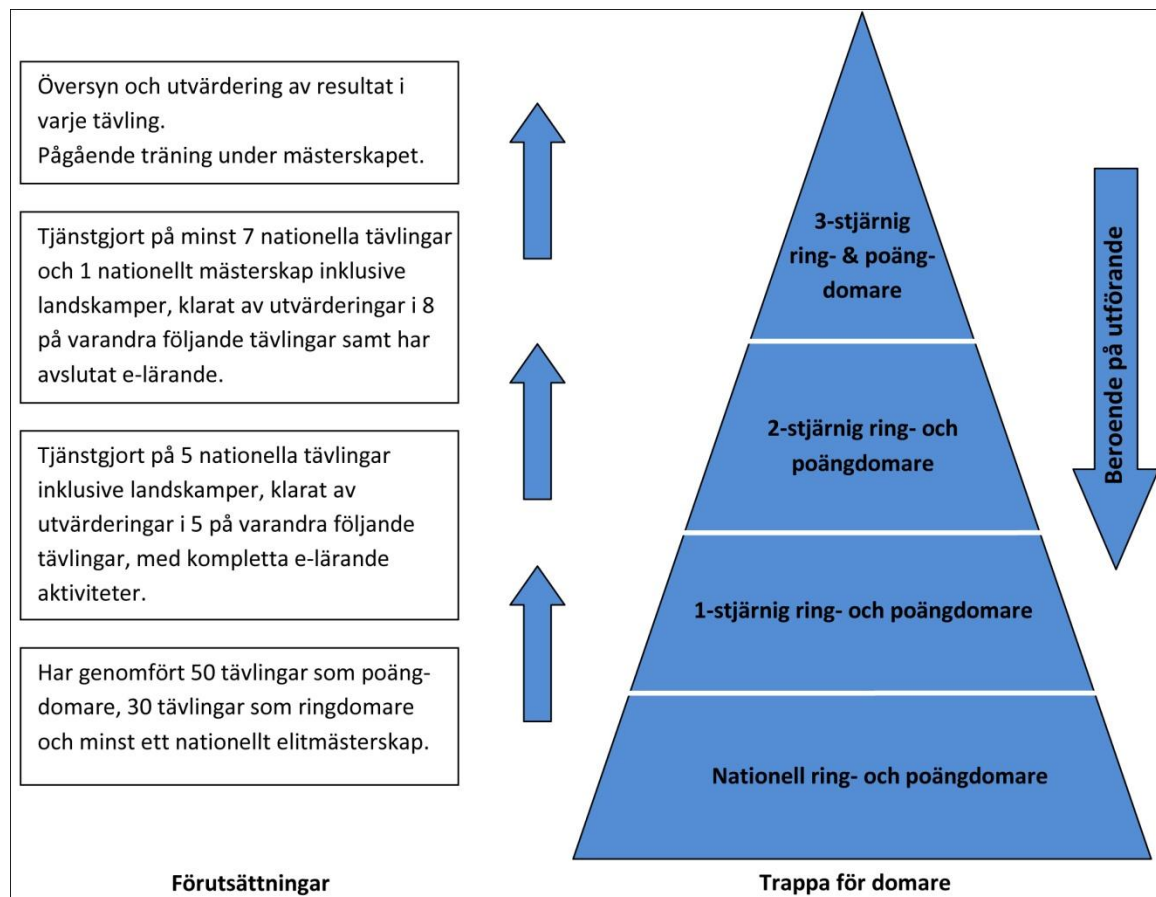 Översyn och utvärdering av resultat i
varje tävling.
Pågående träning under mästerskapet.
Tjänstgjort på minst 7 nationella tävlingar
och 1 nationellt mästerskap inklusive
landskamper, klarat av utvärderingar i 8
på varandra följande tävlingar samt har
avslutat e-lärande.
Tjänstgjort på 5 nationella tävlingar
inklusive landskamper, klarat av
utvärderingar i 5 på varandra följande
tävlingar, med kompletta e-lärande
aktiviteter.
Har genomfört 50 tävlingar som poäng-
domare, 30 tävlingar som ringdomare
och minst ett nationellt elitmästerskap.
Förutsättningar
3-stjärnig
ring- & poäng-
domare
2-stjärnig ring- och
poängdomare
1-stjärnig ring- och poängdomare
Nationell ring- och poängdomare
Trappa för domare
Beroende på utförande